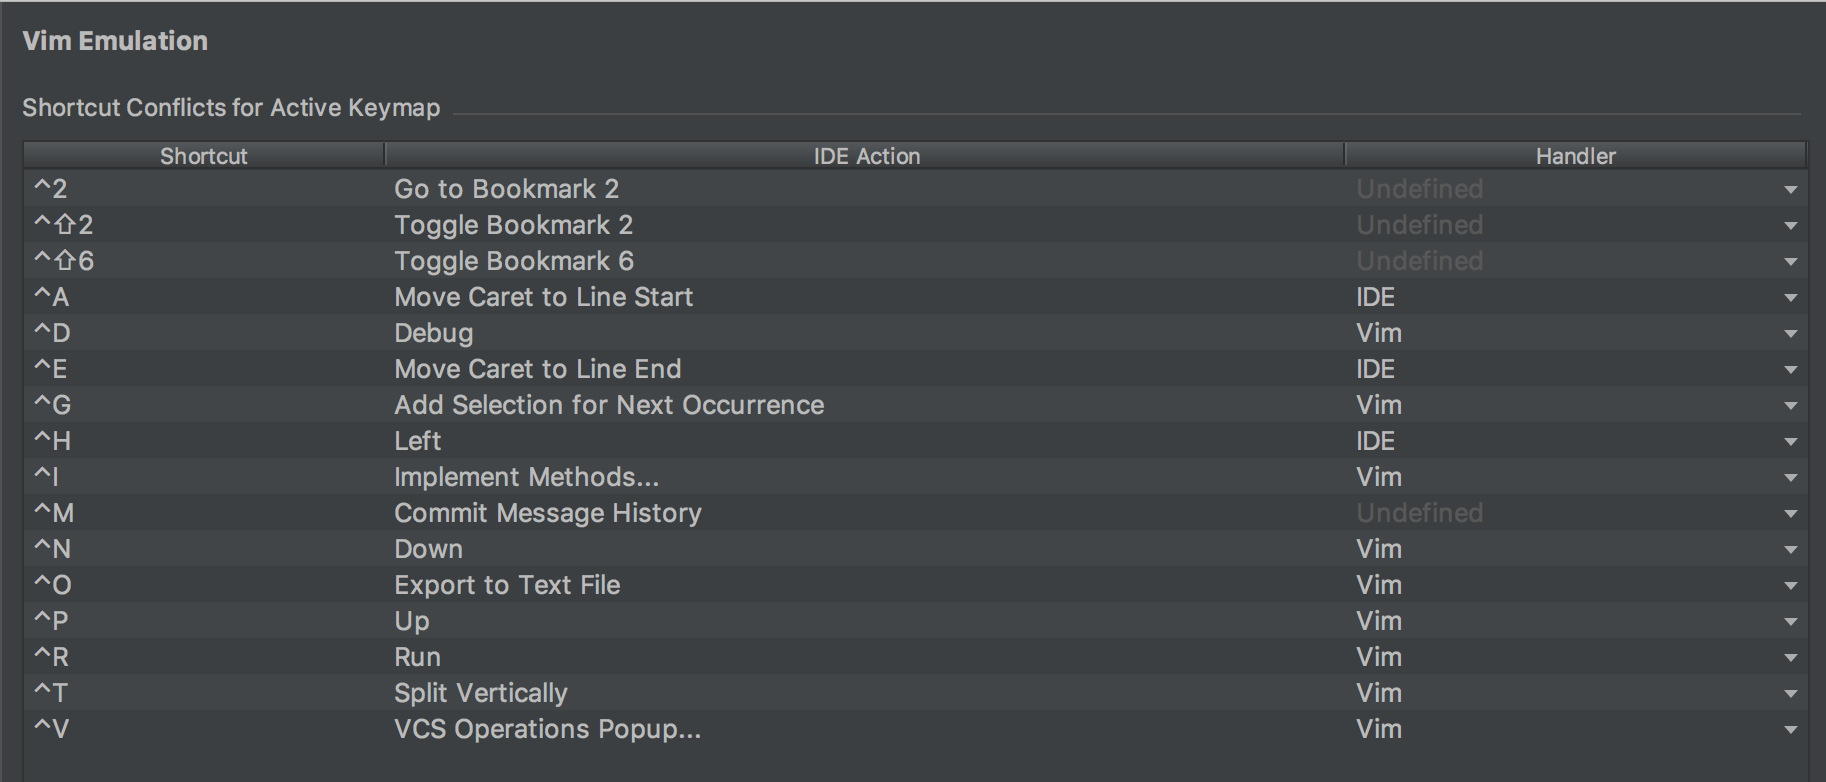 Vim Emulation
Shortcut Conflicts for Active Keymap
Shortcut IDE Action Handler
^2 Go to Bookmark 2 Undefined
^⇧2 Toggle Bookmark 2 Undefined
^⇧6 Toggle Bookmark 6 Undefined
^A Move Caret to Line Start IDE
^D Debug Vim
^E Move Caret to Line End IDE
^G Add Selection for Next Occurrence Vim
^H Left IDE
^I Implement Methods... Vim
^M Commit Message History Undefined
^N Down Vim
^O Export to Text File Vim
^P Up Vim
^R Run Vim
^T Split Vertically Vim
^V VCS Operations Popup... Vim